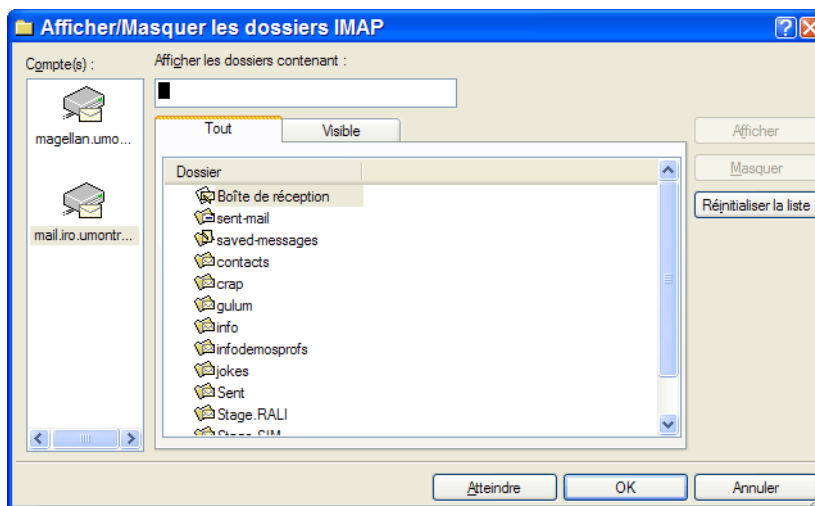 Afficher/Masquer les dossiers IMAP
Compte(s) :
Afficher les dossiers contenant :
magellan.umo...
mail.iro.umontr...
Tout
Visible
Dossier
Boîte de réception
sent-mail
saved-messages
contacts
crap
gulum
info
infodemosprofs
jokes
Sent
Stage.RALI
Stage.SIM
Afficher
Masquer
Réinitialiser la liste
Atteindre
OK
Annuler